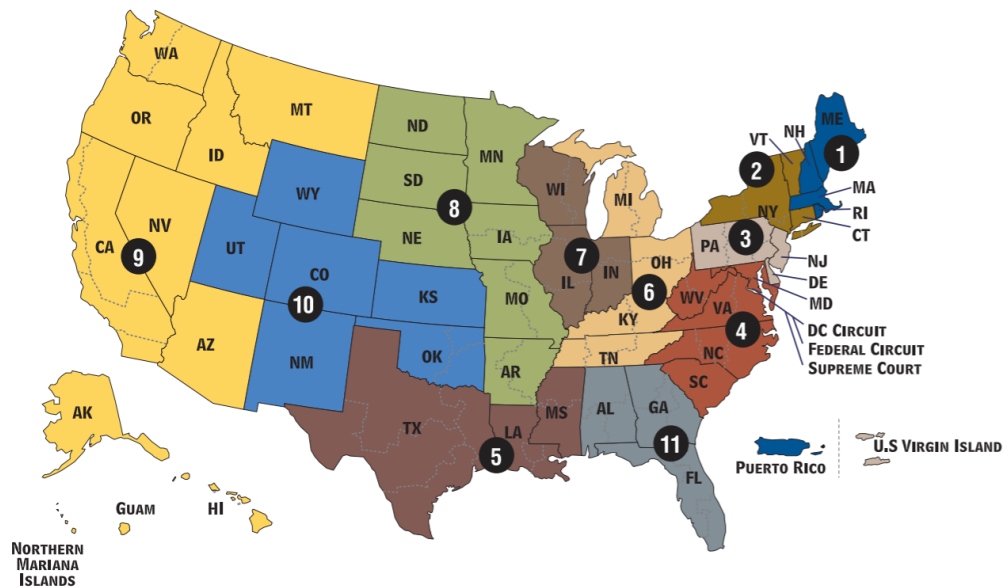 WA
OR
MT
ID
WY
NV
CA
9
UT
CO
10
AZ
NM
ND
MN
SD
8
NE
IA
KS
MO
OK
AR
WI
MI
7
IL
IN
OH
6
KY
TN
TX
LA
5
MS
AL
GA
11
FL
ME
1
NH
VT
2
NY
MA
RI
CT
3
PA
NJ
DE
MD
WV
VA
4
NC
SC
DC CIRCUIT
FEDERAL CIRCUIT
SUPREME COURT
PUERTO RICO
U.S VIRGIN ISLAND
AK
HI
GUAM
NORTHERN
MARIANA
ISLANDS